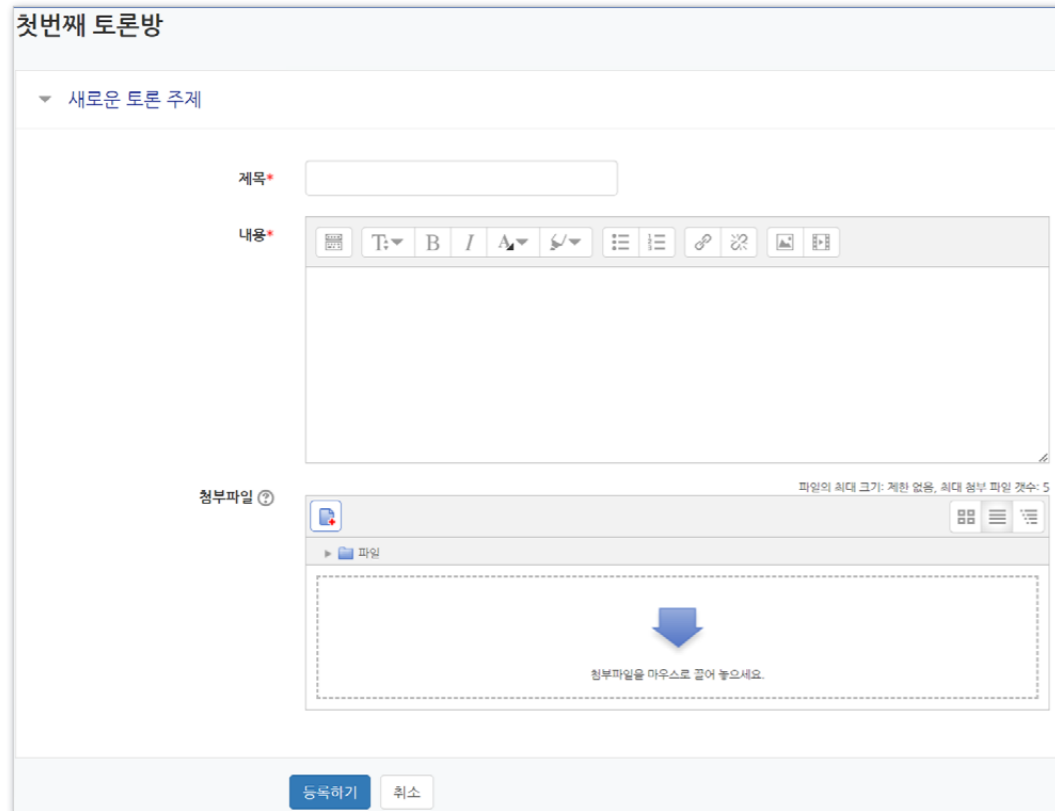 첫번째 토론방
새로운 토론 주제
제목*
내용*
첨부파일
파일의 최대 크기: 제한 없음, 최대 첨부 파일 갯수: 5
파일
첨부파일을 마우스로 끌어 놓으세요.
등록하기 취소